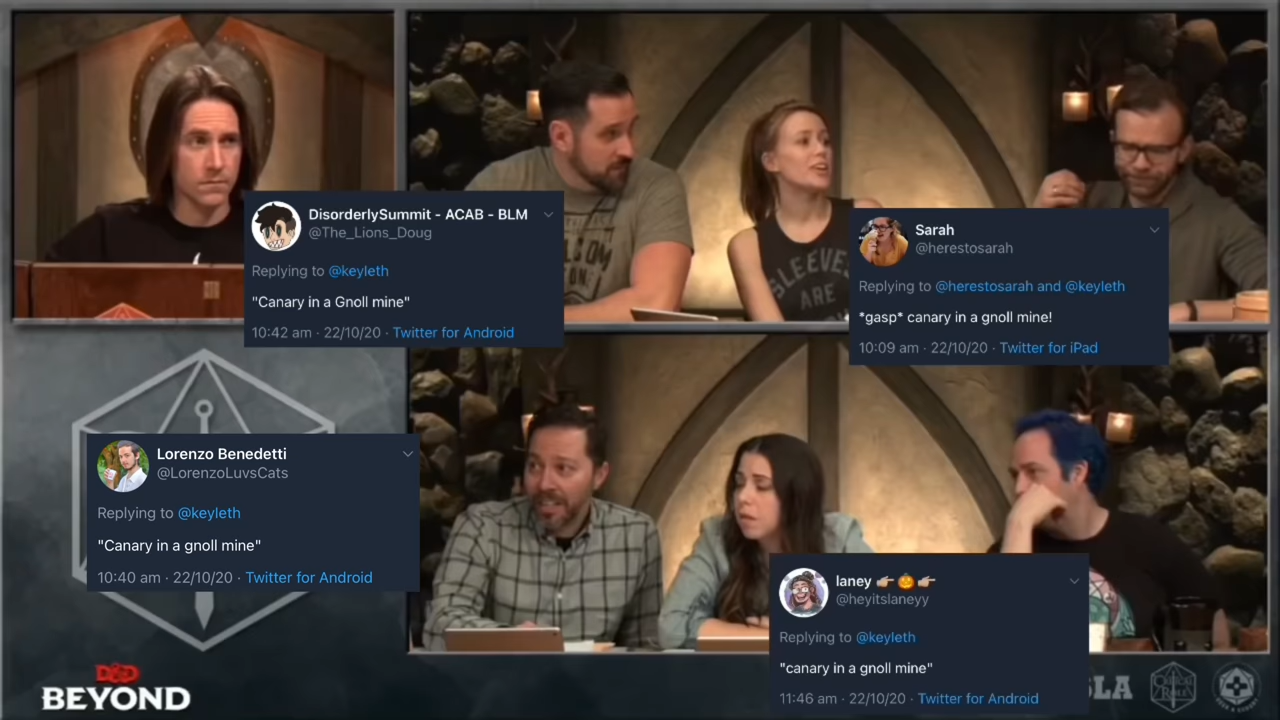 DisorderlySummit - ACAB - BLM
@The_Lions_Doug
Replying to @keyleth
"Canary in a Gnoll mine"
10:42 am · 22/10/20 · Twitter for Android
Sarah
@herestosarah
Replying to @herestosarah and @keyleth
*gasp* canary in a gnoll mine!
10:09 am · 22/10/20 · Twitter for iPad
SLEEVES
ARE
Lorenzo Benedetti
@LorenzoLuvsCats
Replying to @keyleth
"Canary in a gnoll mine"
10:40 am · 22/10/20 · Twitter for Android
laney 👉🏼🎃👉🏼
@heyitslaneyy
Replying to @keyleth
"canary in a gnoll mine"
11:46 am · 22/10/20 · Twitter for Android
D&D
BEYOND